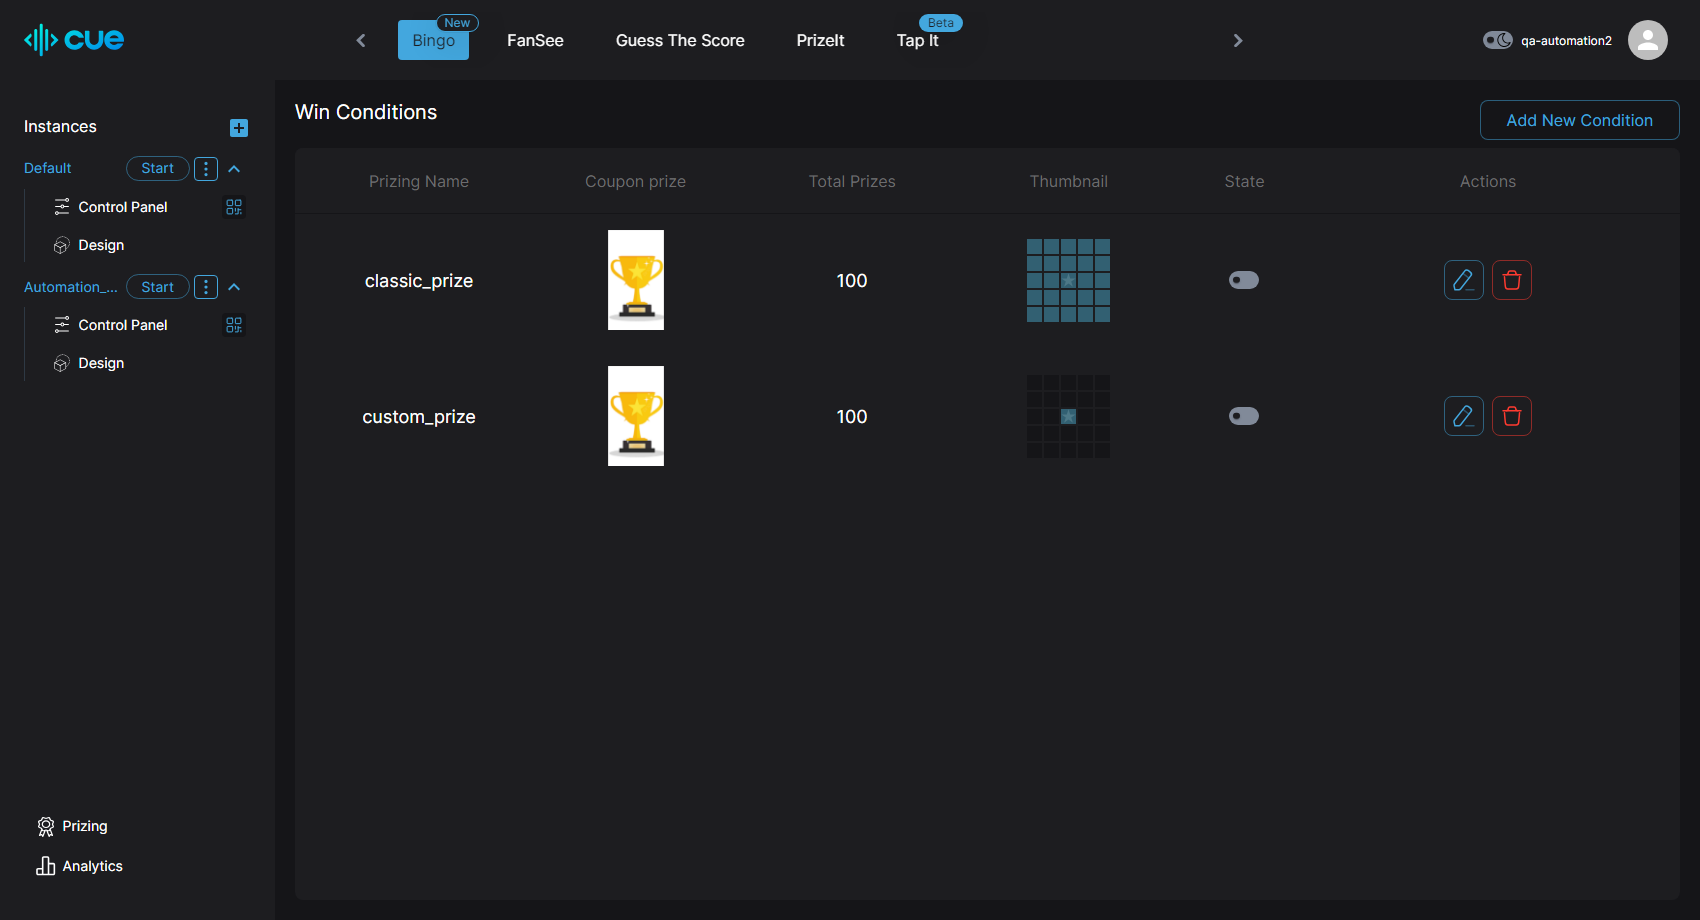 cue
Bingo
New
FanSee
Guess The Score
PrizeIt
Tap It
Beta
qa-automation2
Instances
Default
Start
Control Panel
Design
Automation_...
Start
Control Panel
Design
Prizing
Analytics
Win Conditions
Add New Condition
Prizing Name
Coupon prize
Total Prizes
Thumbnail
State
Actions
classic_prize
100
custom_prize
100